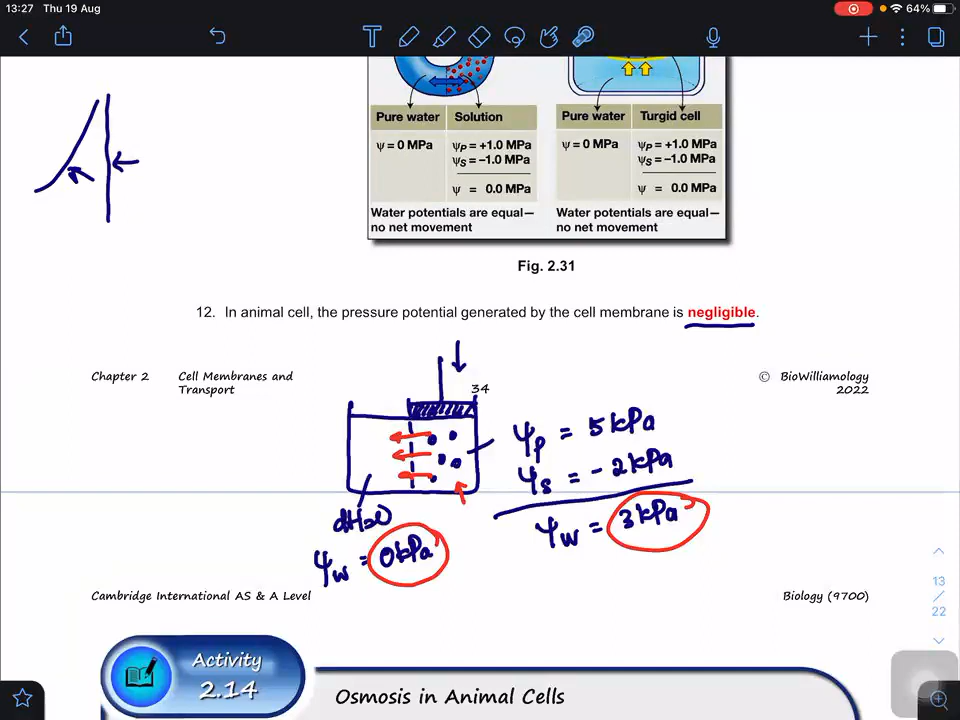 13:27 Thu 19 Aug
64%
Pure water Solution
ψ = 0 MPa
ψP = +1.0 MPa
ψS = −1.0 MPa
ψ = 0.0 MPa
Water potentials are equal—
no net movement
Pure water Turgid cell
ψ = 0 MPa
ψP = +1.0 MPa
ψS = −1.0 MPa
ψ = 0.0 MPa
Water potentials are equal—
no net movement
Fig. 2.31
12. In animal cell, the pressure potential generated by the cell membrane is negligible.
Chapter 2 Cell Membranes and
Transport
34
© BioWilliamology
2022
ψp = 5 kPa
ψs = - 2 kPa
ψw = 3 kPa
dH2O
ψw = 0 kPa
Cambridge International AS & A Level
Biology (9700)
13
/
22
Activity
2.14
Osmosis in Animal Cells